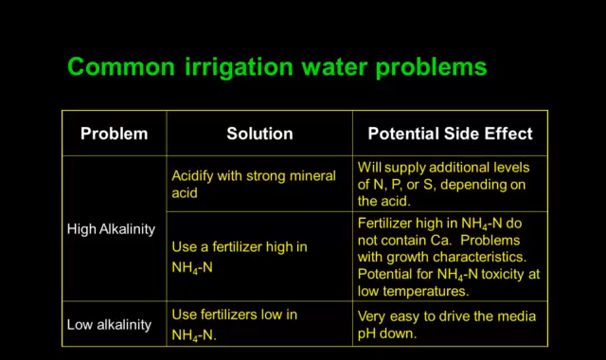 Common irrigation water problems
Problem
Solution
Potential Side Effect
High Alkalinity
Acidify with strong mineral
acid
Will supply additional levels
of N, P, or S, depending on
the acid.
Use a fertilizer high in
NH₄-N
Fertilizer high in NH₄-N do
not contain Ca. Problems
with growth characteristics.
Potential for NH₄-N toxicity at
low temperatures.
Low alkalinity
Use fertilizers low in
NH₄-N.
Very easy to drive the media
pH down.